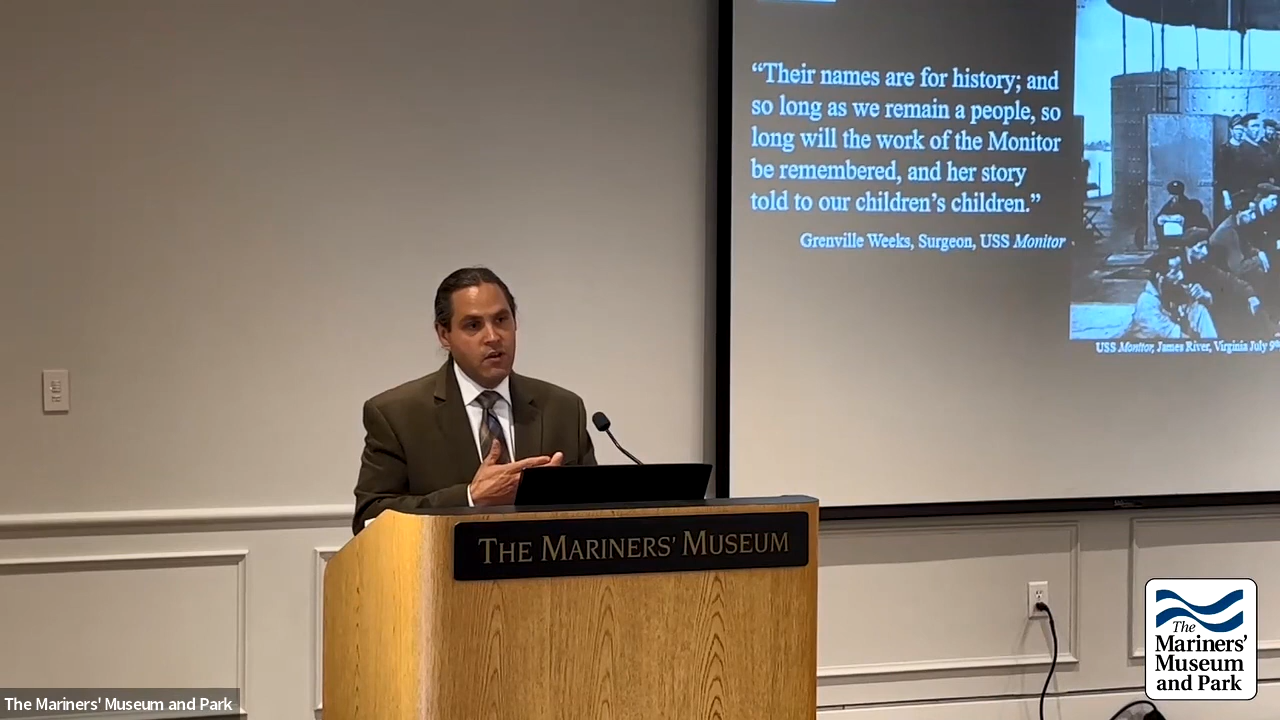 “Their names are for history; and
so long as we remain a people, so
long will the work of the Monitor
be remembered, and her story
told to our children’s children.”
Grenville Weeks, Surgeon, USS Monitor
USS Monitor, James River, Virginia July 9th
THE MARINERS’ MUSEUM
The
Mariners’
Museum
and Park
The Mariners' Museum and Park